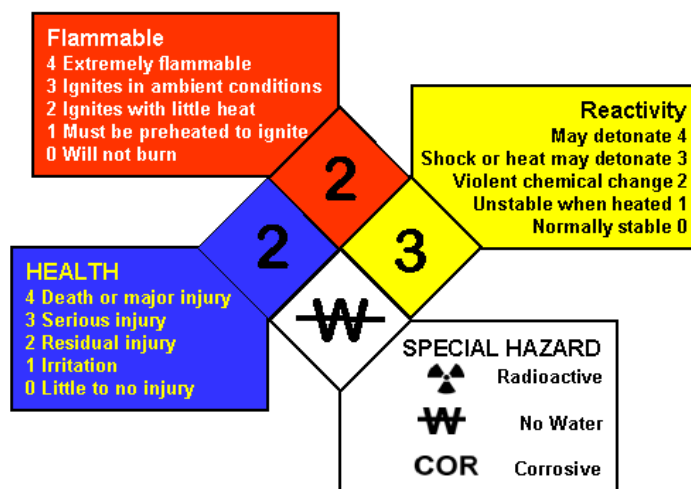 Flammable
4 Extremely flammable
3 Ignites in ambient conditions
2 Ignites with little heat
1 Must be preheated to ignite
0 Will not burn
Reactivity
May detonate 4
Shock or heat may detonate 3
Violent chemical change 2
Unstable when heated 1
Normally stable 0
2
2
3
W
HEALTH
4 Death or major injury
3 Serious injury
2 Residual injury
1 Irritation
0 Little to no injury
SPECIAL HAZARD
Radioactive
W No Water
COR Corrosive